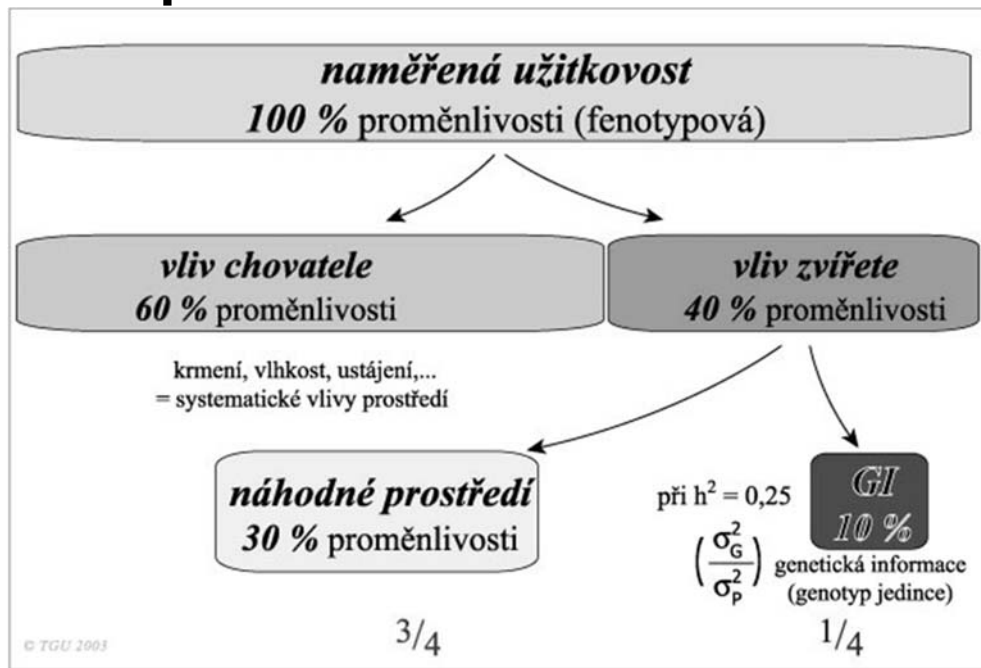 naměřená užitkovost
100 % proměnlivosti (fenotypová)
vliv chovatele
60 % proměnlivosti
vliv zvířete
40 % proměnlivosti
krmení, vlhkost, ustájení,...
= systematické vlivy prostředí
náhodné prostředí
30 % proměnlivosti
při h² = 0,25
(σ²G / σ²P)
GI
10 %
genetická informace
(genotyp jedince)
3/4
1/4
© TGU 2003